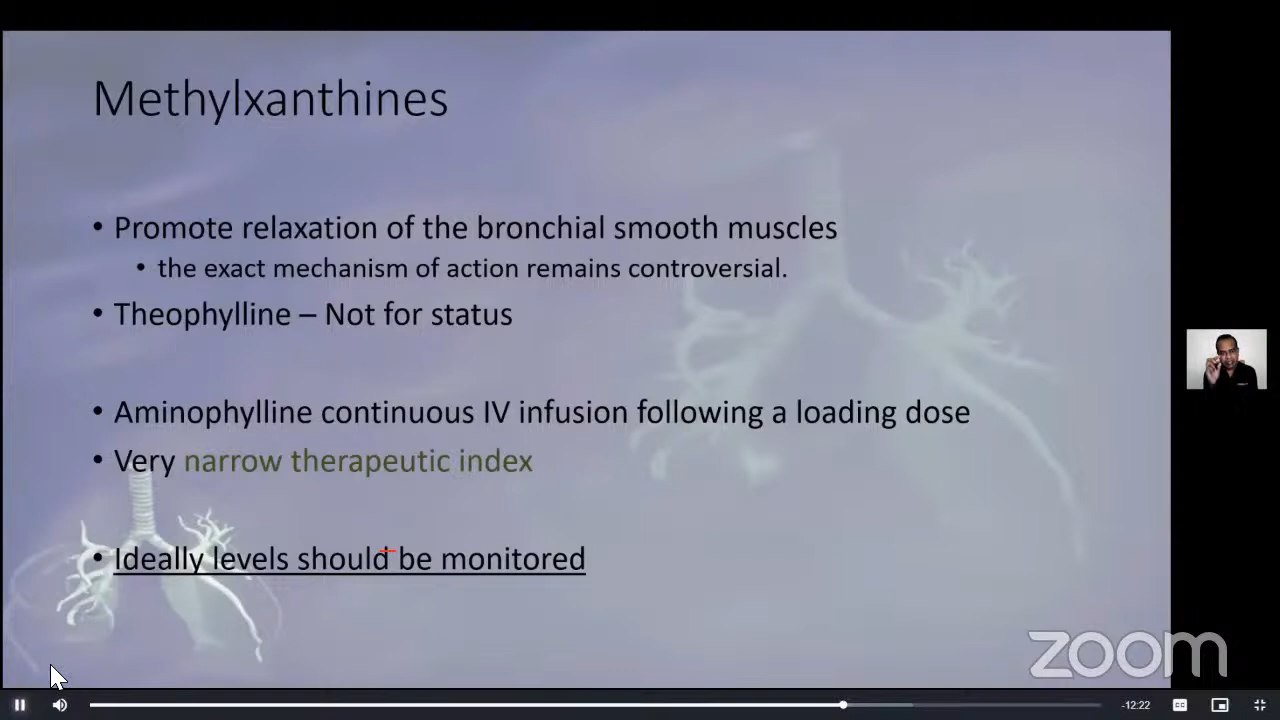 Methylxanthines
• Promote relaxation of the bronchial smooth muscles
• the exact mechanism of action remains controversial.
• Theophylline – Not for status
• Aminophylline continuous IV infusion following a loading dose
• Very narrow therapeutic index
• Ideally levels should be monitored
zoom
-12:22
CC